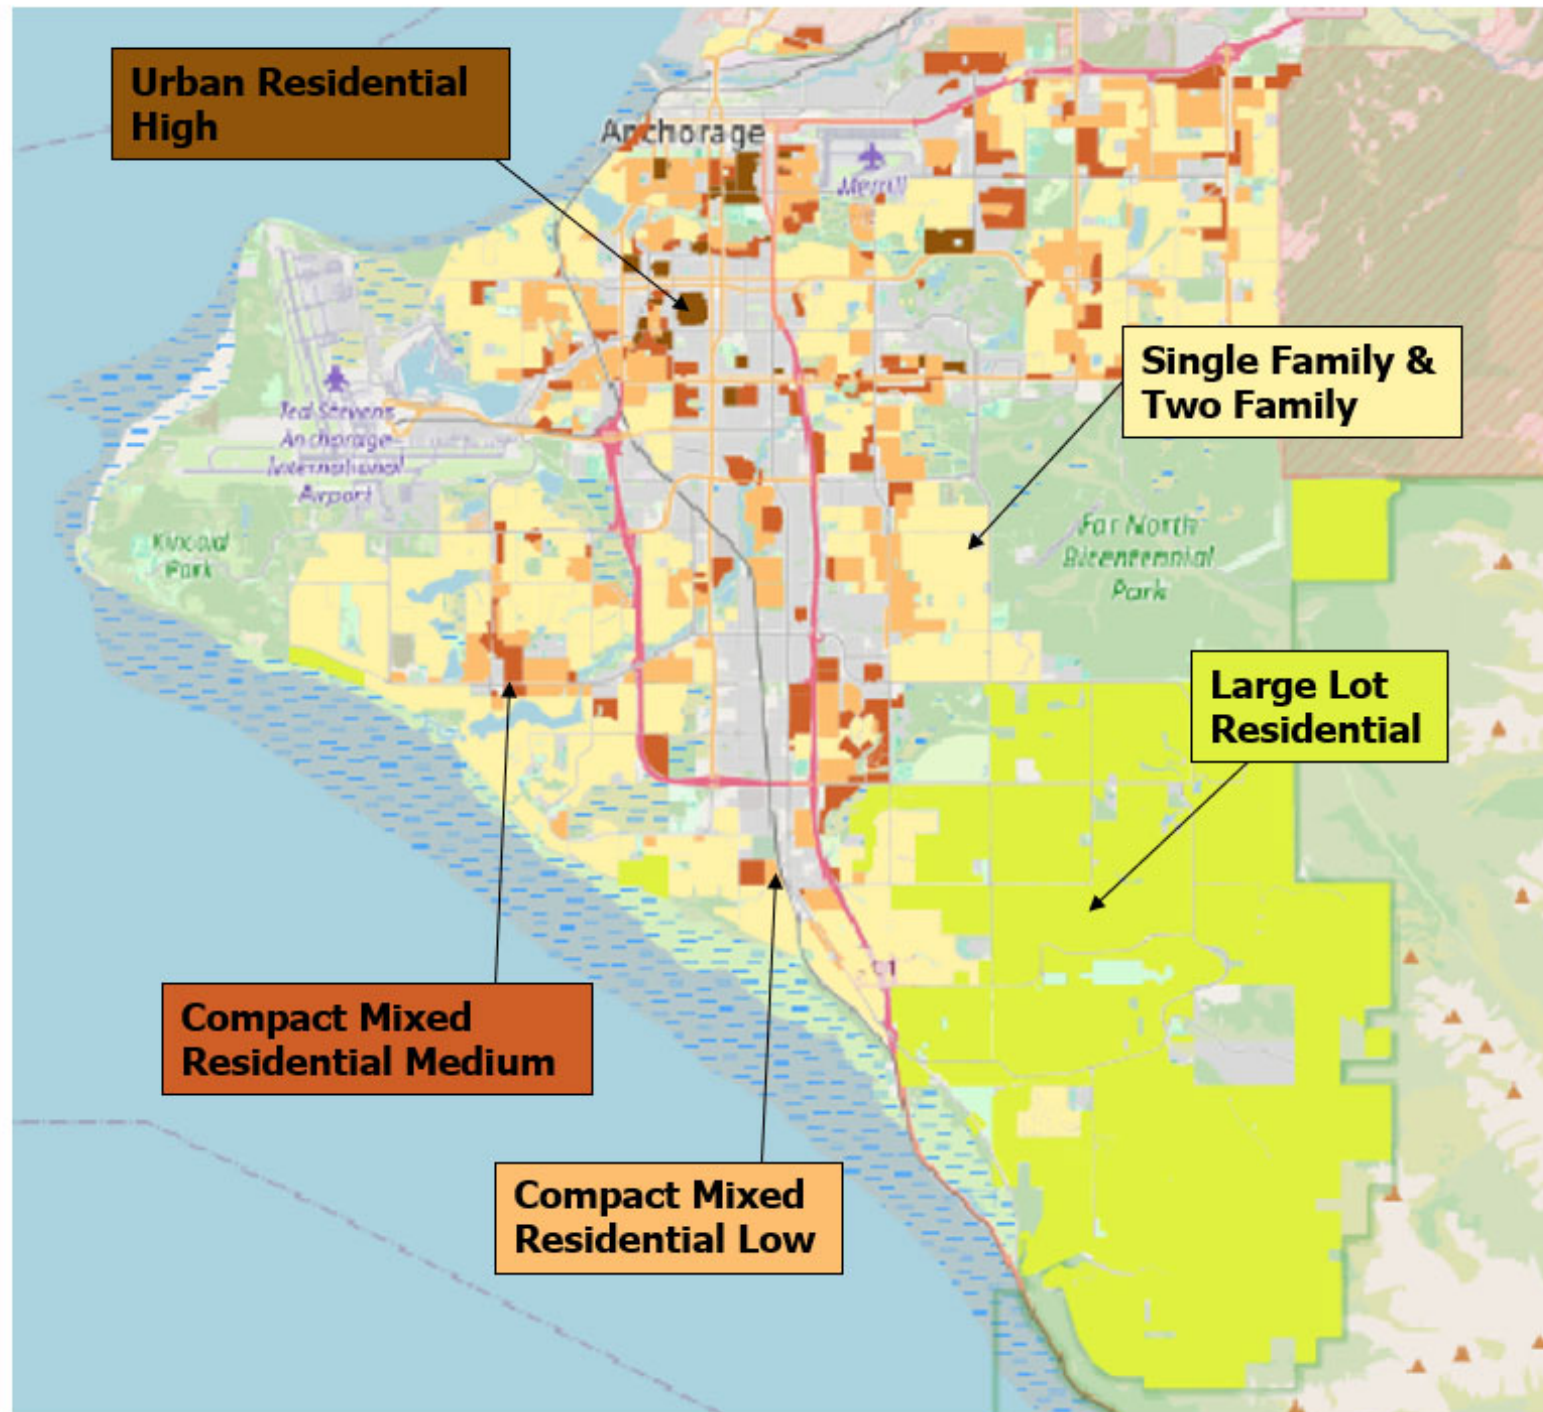 Urban Residential
High
Anchorage
Merrill
Single Family &
Two Family
Ted Stevens
Anchorage
International
Airport
Kincaid
Park
Far North
Bicentennial
Park
Large Lot
Residential
Compact Mixed
Residential Medium
Compact Mixed
Residential Low